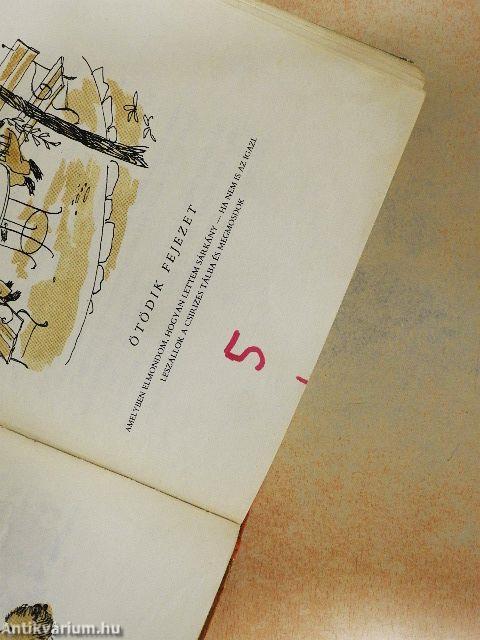 ÖTÖDIK FEJEZET
AMELYBEN ELMONDOM, HOGYAN LETTEM SÁRKÁNY — HA NEM IS AZ IGAZI,
LESZÁLLOK A CSIRIZES TÁLBA ÉS MEGMOSDOK
5
Antikvárium.hu